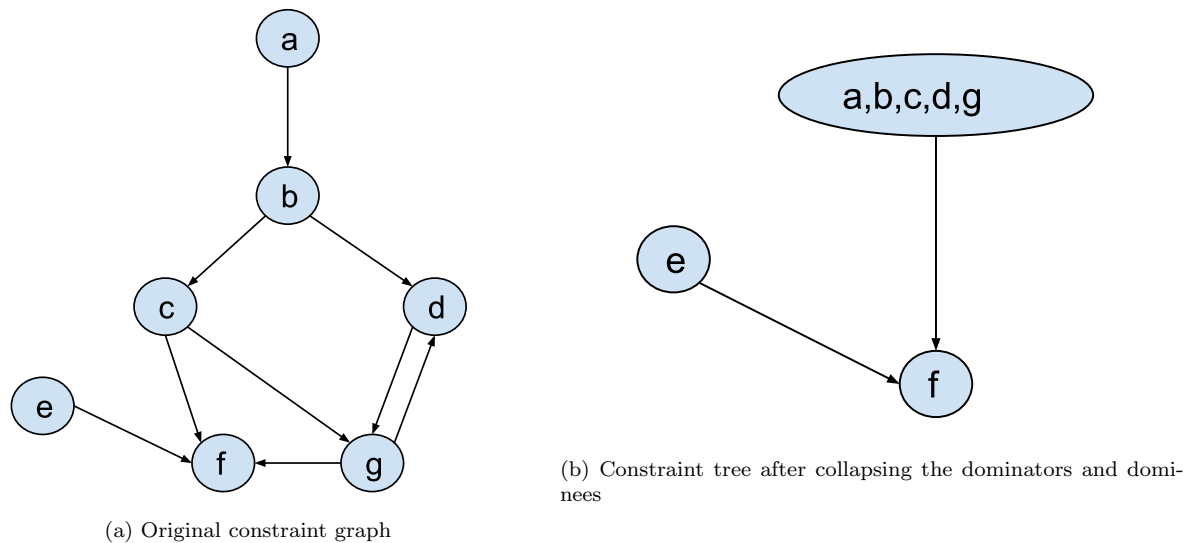 a
b
c
d
e
f
g
(a) Original constraint graph
a,b,c,d,g
e
f
(b) Constraint tree after collapsing the dominators and domi-
nees